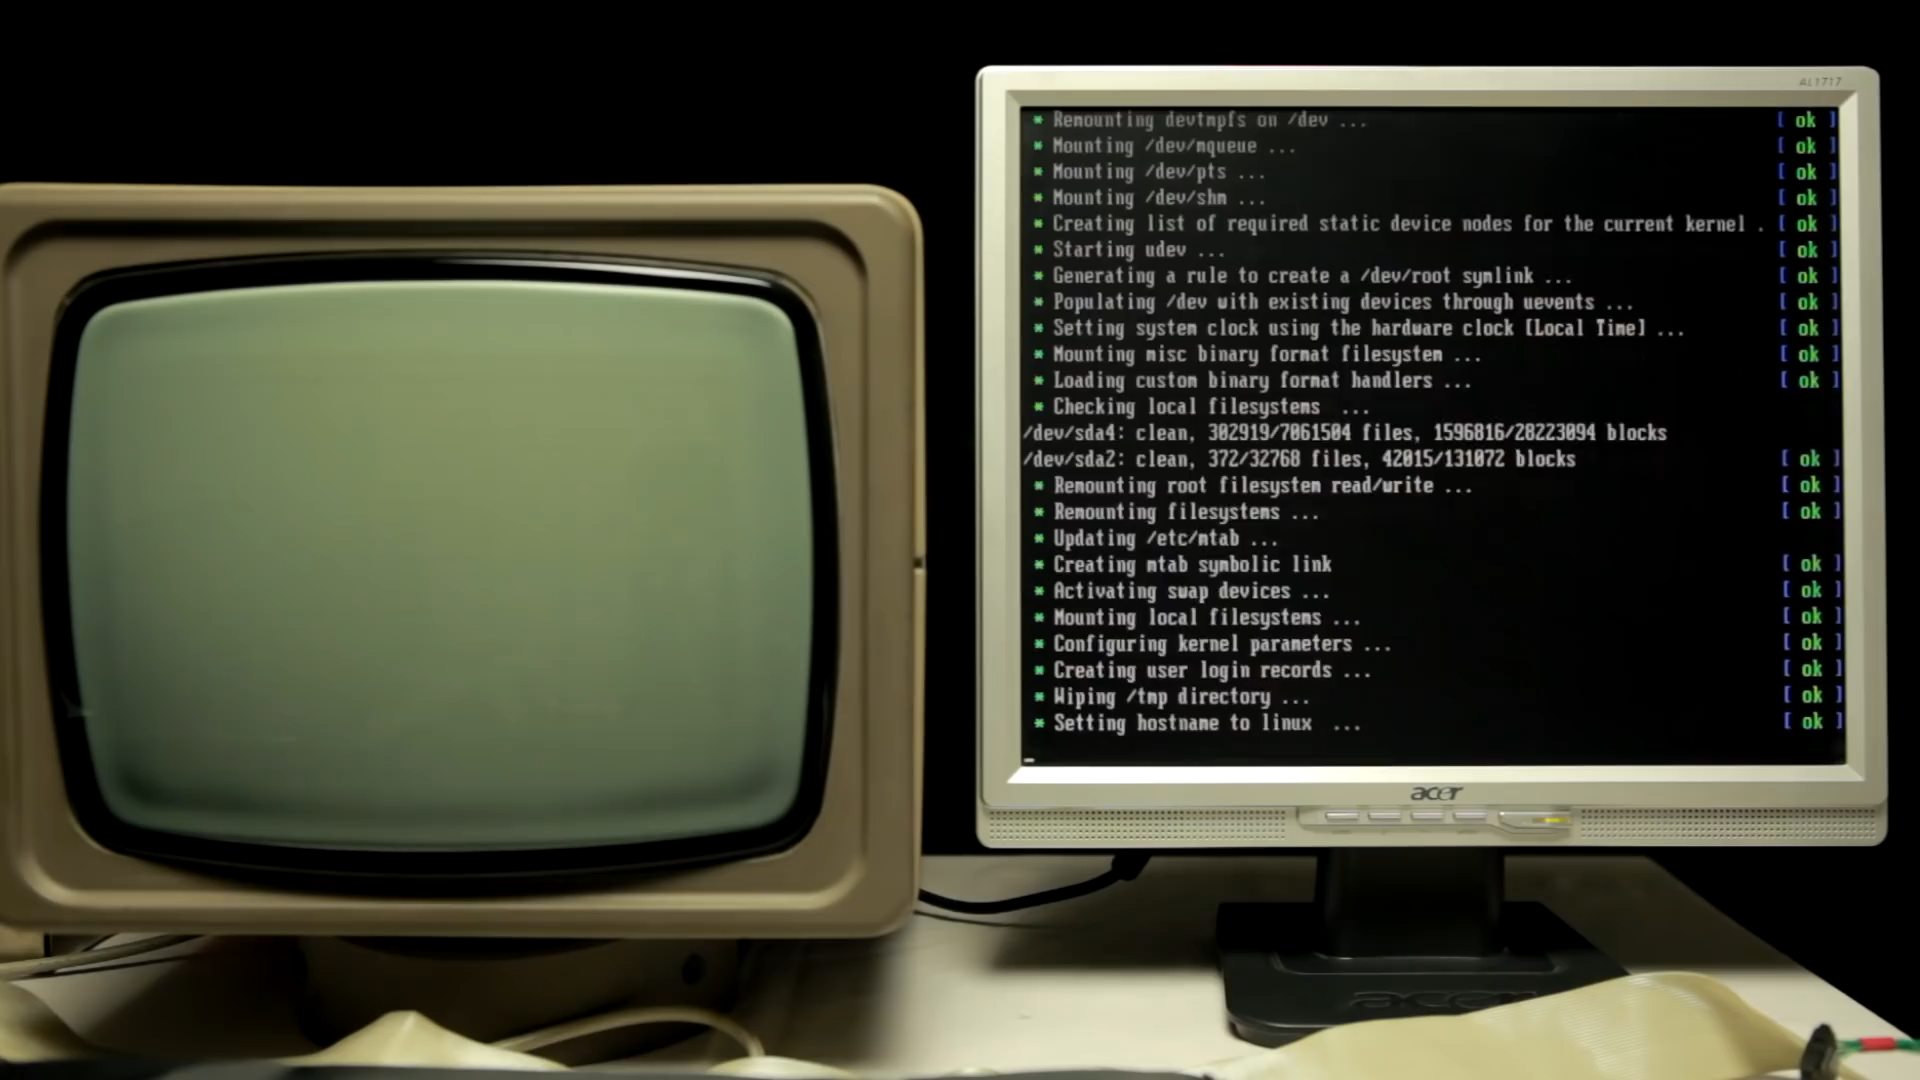 AL1717
* Remounting devtmpfs on /dev ... [ ok ]
* Mounting /dev/mqueue ... [ ok ]
* Mounting /dev/pts ... [ ok ]
* Mounting /dev/shm ... [ ok ]
* Creating list of required static device nodes for the current kernel . [ ok ]
* Starting udev ... [ ok ]
* Generating a rule to create a /dev/root symlink ... [ ok ]
* Populating /dev with existing devices through uevents ... [ ok ]
* Setting system clock using the hardware clock [Local Time] ... [ ok ]
* Mounting misc binary format filesystem ... [ ok ]
* Loading custom binary format handlers ... [ ok ]
* Checking local filesystems  ...
/dev/sda4: clean, 302919/7061504 files, 1596816/28223094 blocks
/dev/sda2: clean, 372/32768 files, 42015/131072 blocks [ ok ]
* Remounting root filesystem read/write ... [ ok ]
* Remounting filesystems ... [ ok ]
* Updating /etc/mtab ...
* Creating mtab symbolic link [ ok ]
* Activating swap devices ... [ ok ]
* Mounting local filesystems ... [ ok ]
* Configuring kernel parameters ... [ ok ]
* Creating user login records ... [ ok ]
* Wiping /tmp directory ... [ ok ]
* Setting hostname to linux  ... [ ok ]
acer
acer